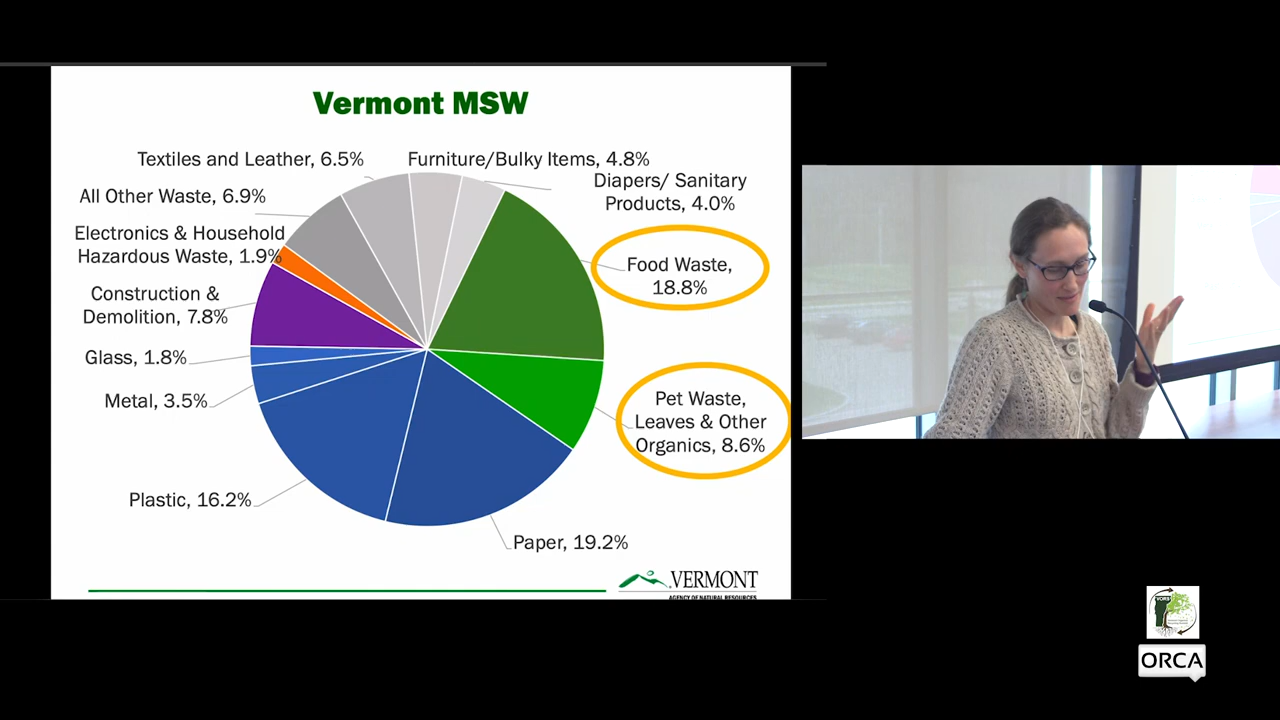 Vermont MSW
Textiles and Leather, 6.5%
Furniture/Bulky Items, 4.8%
Diapers/ Sanitary
Products, 4.0%
All Other Waste, 6.9%
Electronics & Household
Hazardous Waste, 1.9%
Food Waste,
18.8%
Construction &
Demolition, 7.8%
Glass, 1.8%
Metal, 3.5%
Pet Waste,
Leaves & Other
Organics, 8.6%
Plastic, 16.2%
Paper, 19.2%
VERMONT
AGENCY OF NATURAL RESOURCES
ORCA